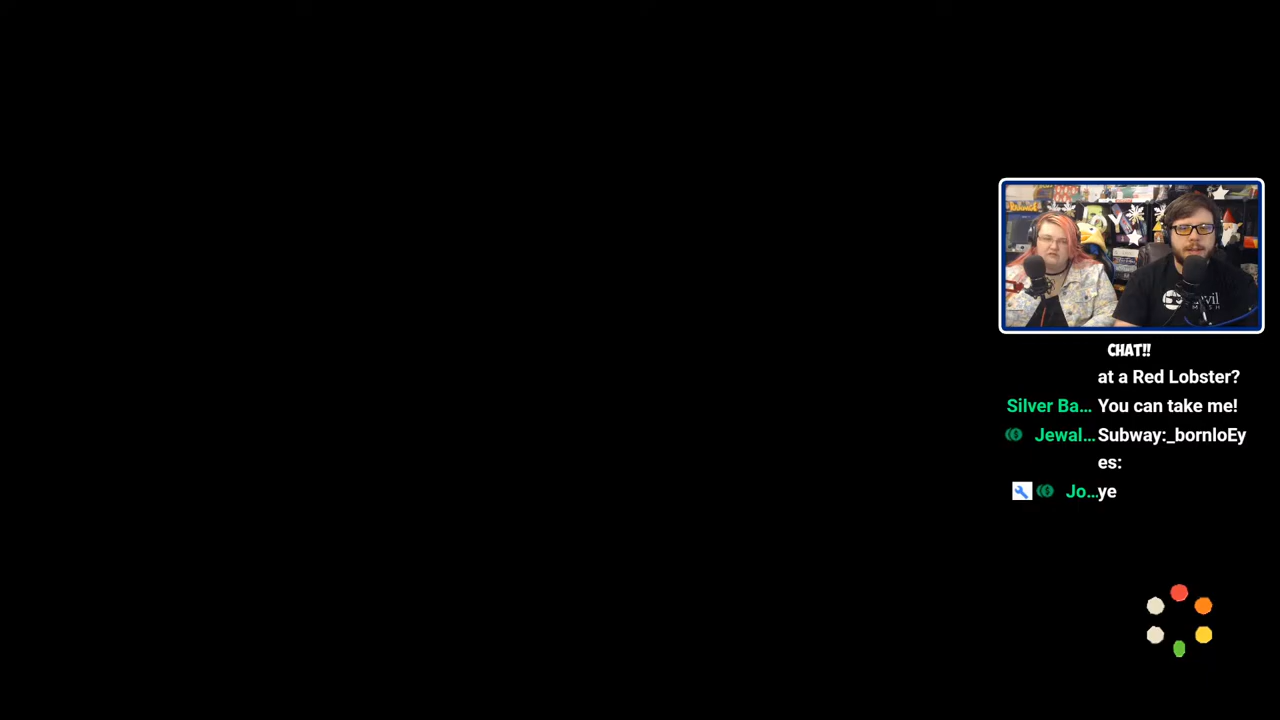 CHAT!!
at a Red Lobster?
Silver Ba... You can take me!
Jewal... Subway:_bornloEy
es:
Jo... ye